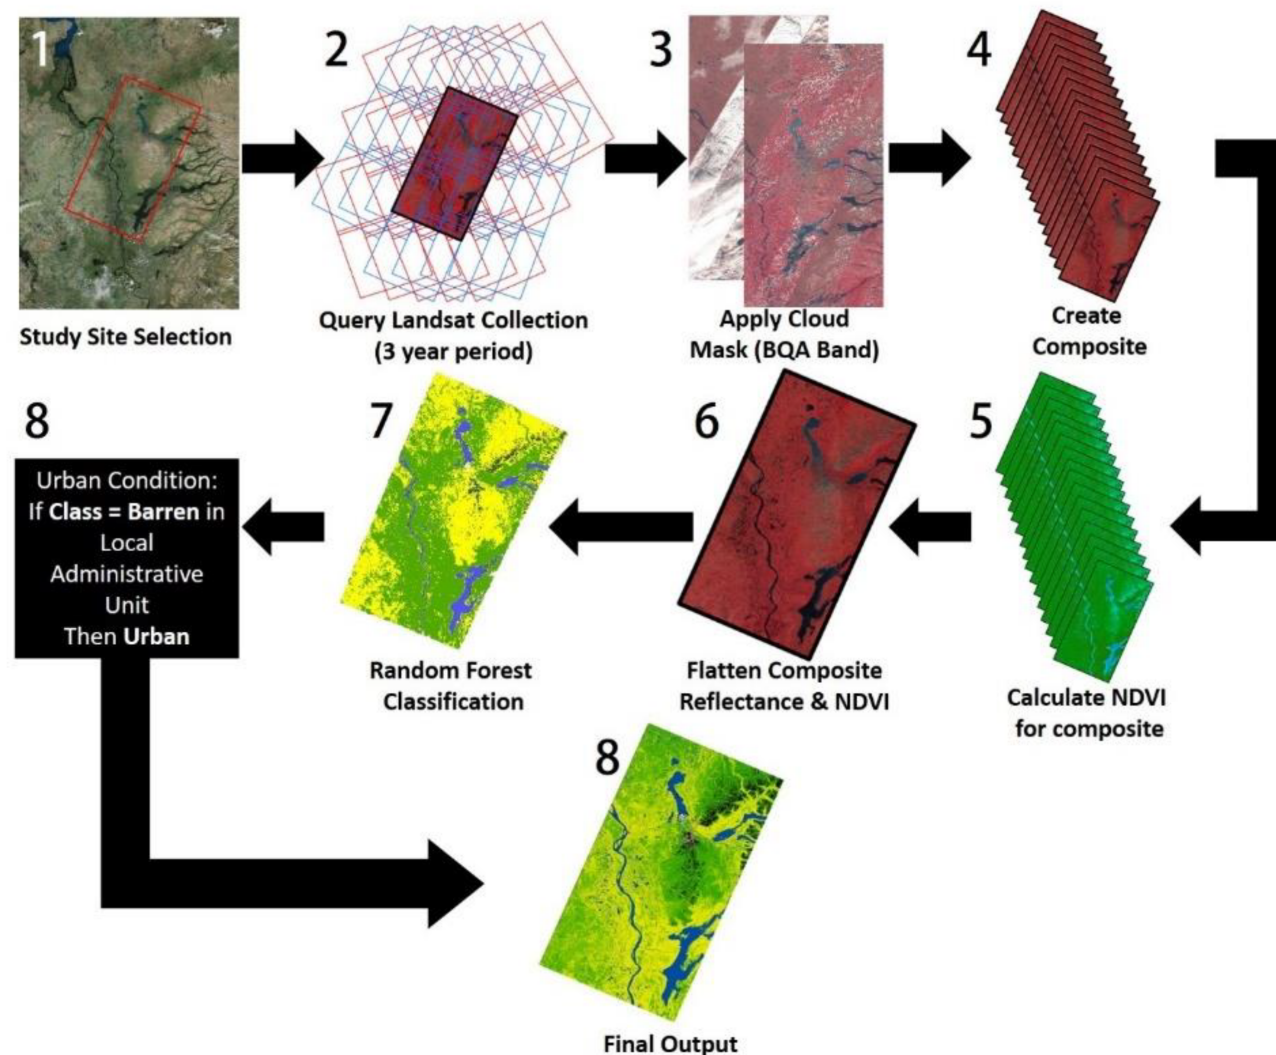 1
Study Site Selection
2
Query Landsat Collection
(3 year period)
3
Apply Cloud
Mask (BQA Band)
4
Create
Composite
5
Calculate NDVI
for composite
6
Flatten Composite
Reflectance & NDVI
7
Random Forest
Classification
8
Urban Condition:
If Class = Barren in
Local
Administrative
Unit
Then Urban
8
Final Output